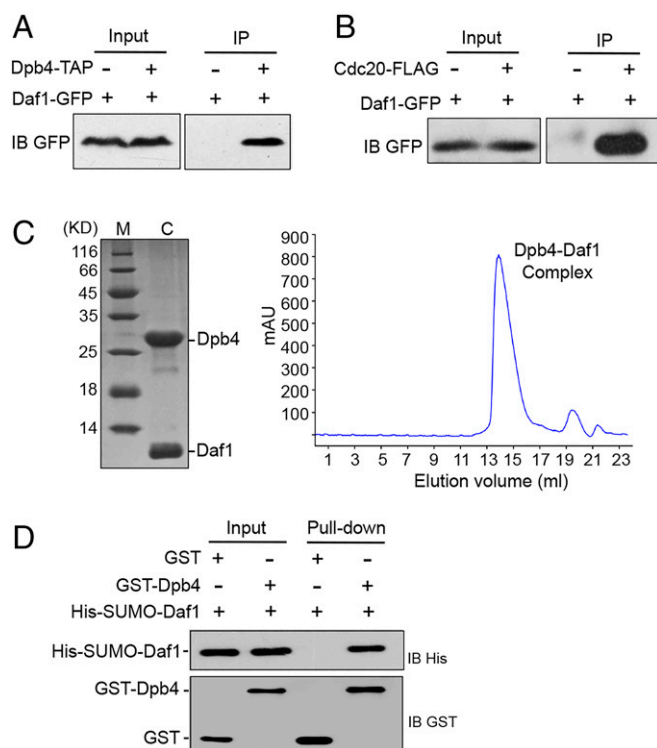 A
Input IP
Dpb4-TAP - + - +
Daf1-GFP + + + +
IB GFP
B
Input IP
Cdc20-FLAG - + - +
Daf1-GFP + + + +
IB GFP
C
(KD) M C
116
66
45
35
25
18
14
Dpb4
Daf1
900
800
700
600
500
400
300
200
100
mAU
Dpb4-Daf1
Complex
1 3 5 7 9 11 13 15 17 19 21 23
Elution volume (ml)
D
Input Pull-down
GST + - + -
GST-Dpb4 - + - +
His-SUMO-Daf1 + + + +
His-SUMO-Daf1 IB His
GST-Dpb4
IB GST
GST